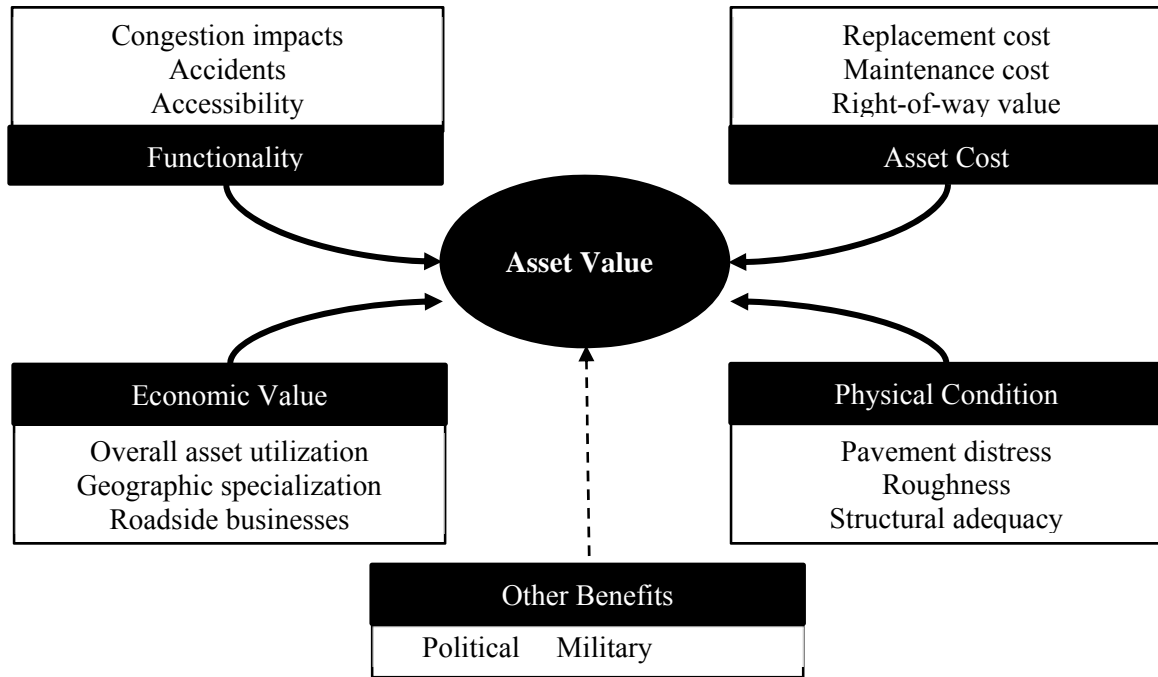 Congestion impacts
Accidents
Accessibility
Functionality
Replacement cost
Maintenance cost
Right-of-way value
Asset Cost
Asset Value
Economic Value
Overall asset utilization
Geographic specialization
Roadside businesses
Physical Condition
Pavement distress
Roughness
Structural adequacy
Other Benefits
Political Military